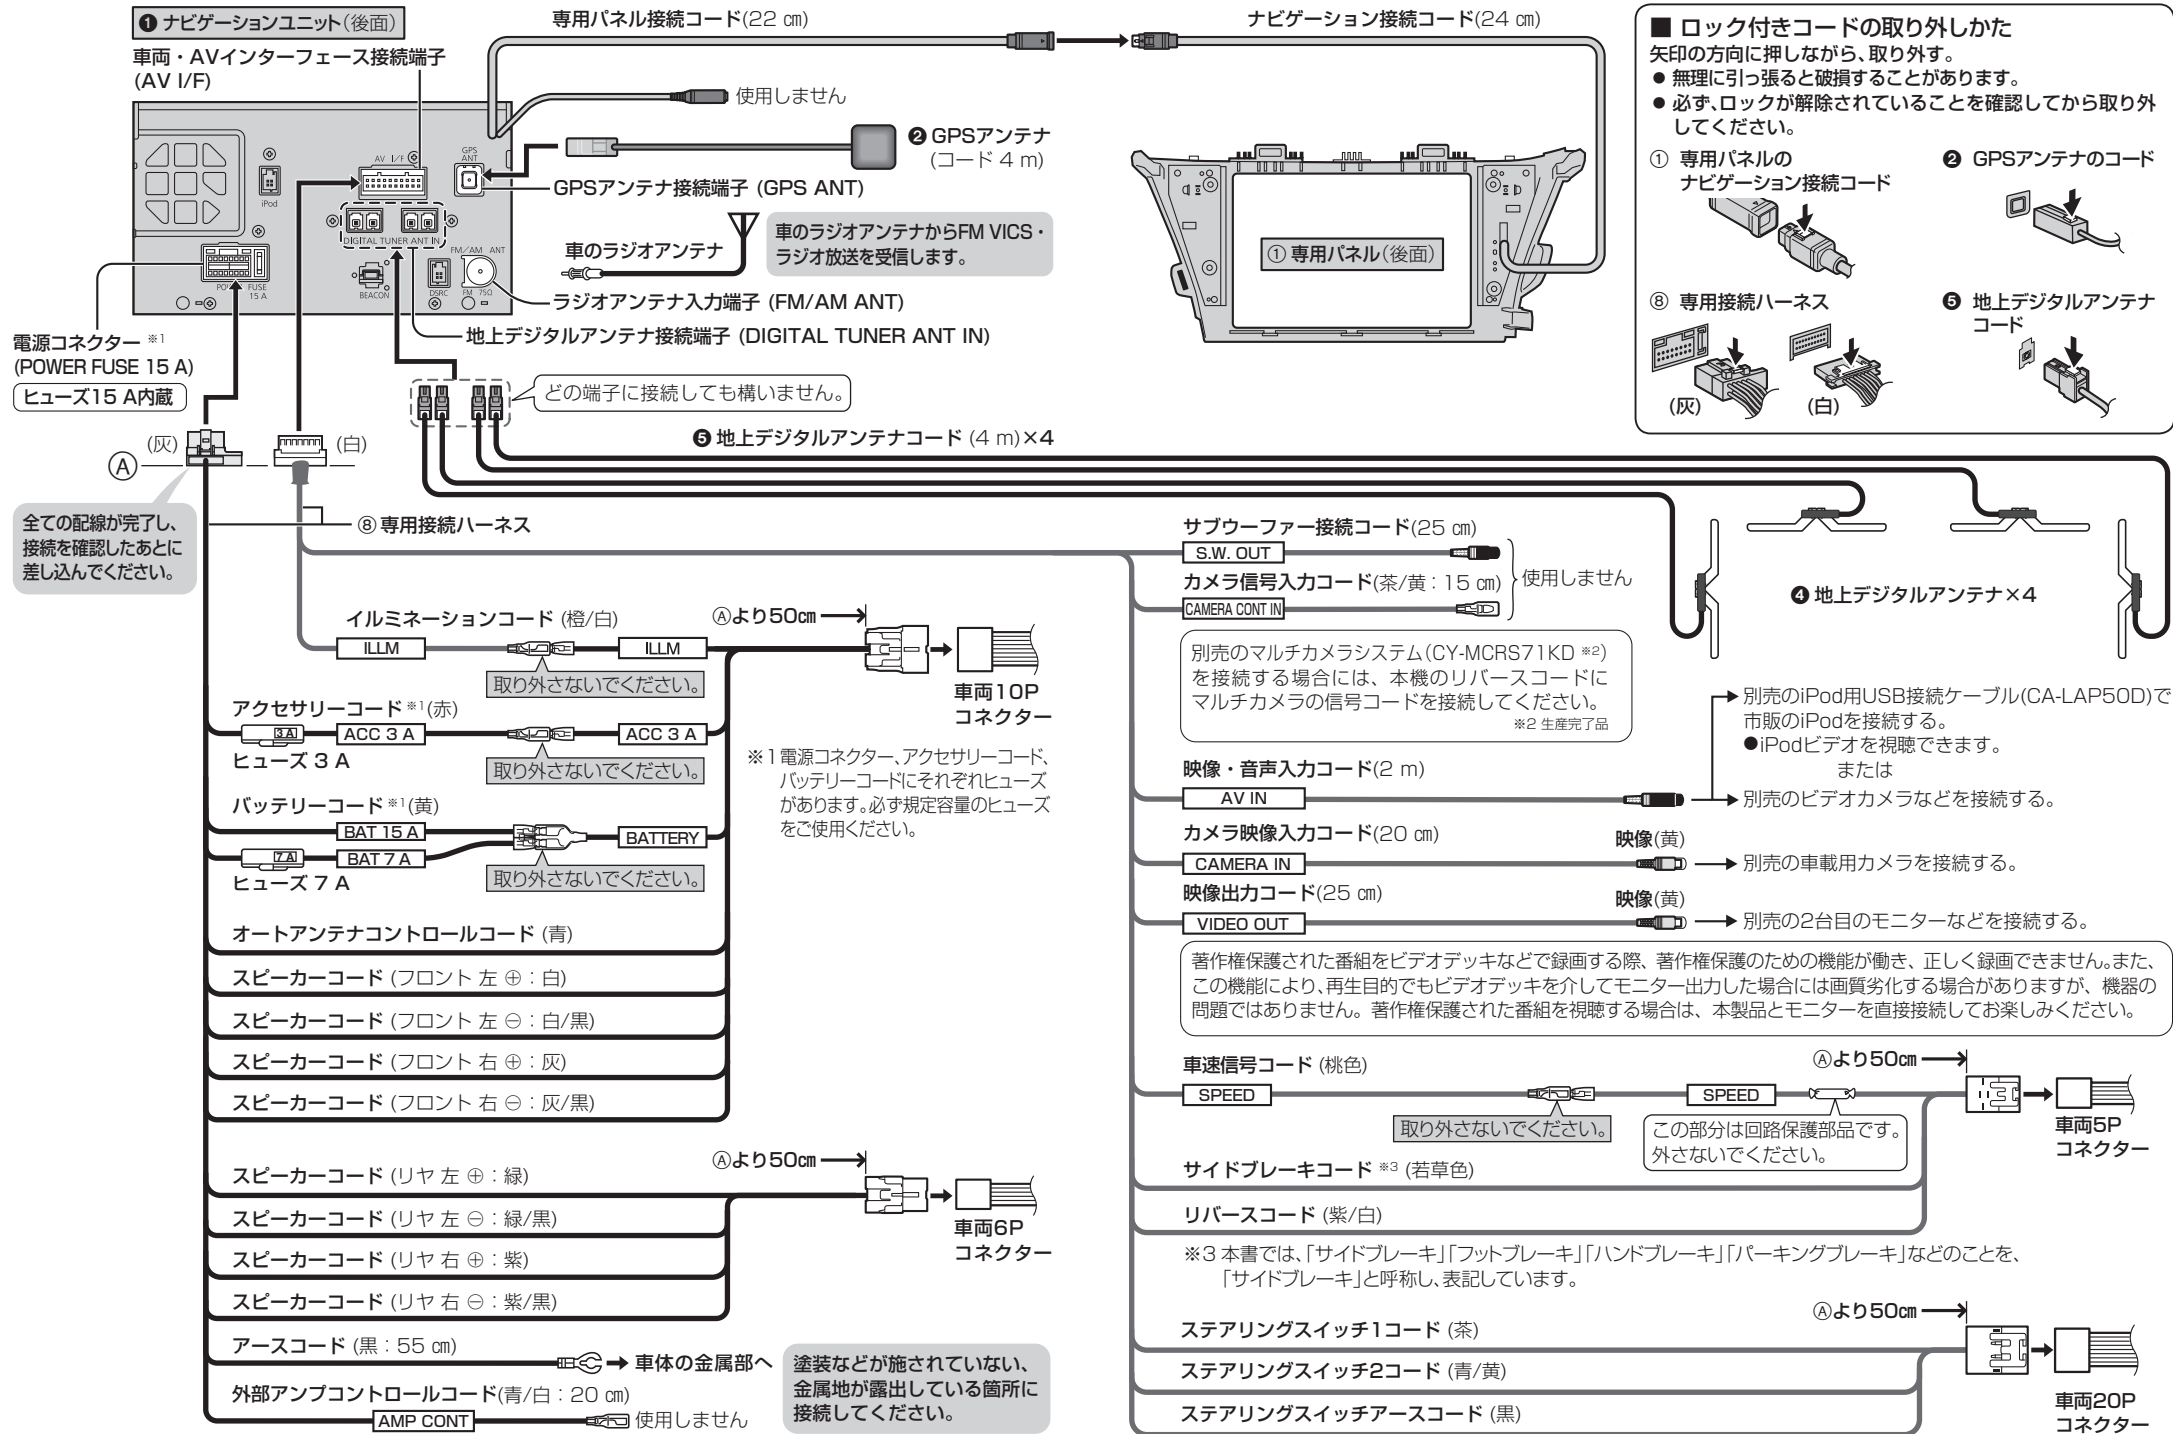 ❶ ナビゲーションユニット(後面)
車両・AVインターフェース接続端子
(AV I/F)
専用パネル接続コード(22 ㎝)
ナビゲーション接続コード(24 ㎝)
使用しません
❷ GPSアンテナ
(コード 4 m)
AV I/F
GPS
ANT
iPod
DIGITAL TUNER ANT IN
FM/AM ANT
FUSE
15 A
BEACON
DSRC
FM 75Ω
GPSアンテナ接続端子 (GPS ANT)
車のラジオアンテナ
車のラジオアンテナからFM VICS・
ラジオ放送を受信します。
ラジオアンテナ入力端子 (FM/AM ANT)
地上デジタルアンテナ接続端子 (DIGITAL TUNER ANT IN)
① 専用パネル(後面)
電源コネクター ※1
(POWER FUSE 15 A)
ヒューズ15 A内蔵
どの端子に接続しても構いません。
❺ 地上デジタルアンテナコード (4 m)×4
■ ロック付きコードの取り外しかた
矢印の方向に押しながら、取り外す。
● 無理に引っ張ると破損することがあります。
● 必ず、ロックが解除されていることを確認してから取り外
してください。
① 専用パネルの
ナビゲーション接続コード
❷ GPSアンテナのコード
⑧ 専用接続ハーネス
(灰)
(白)
❺ 地上デジタルアンテナ
コード
(灰)
(白)
Ⓐ
全ての配線が完了し、
接続を確認したあとに
差し込んでください。
⑧ 専用接続ハーネス
❹ 地上デジタルアンテナ×4
イルミネーションコード (橙/白)
ILLM
ILLM
取り外さないでください。
Ⓐより50㎝
車両10P
コネクター
アクセサリーコード※1(赤)
3 A
ACC 3 A
ACC 3 A
ヒューズ 3 A
取り外さないでください。
※1 電源コネクター、アクセサリーコード、
バッテリーコードにそれぞれヒューズ
があります。必ず規定容量のヒューズ
をご使用ください。
バッテリーコード※1(黄)
BAT 15 A
BATTERY
7 A
BAT 7 A
ヒューズ 7 A
取り外さないでください。
オートアンテナコントロールコード (青)
スピーカーコード (フロント 左 ⊕：白)
スピーカーコード (フロント 左 ⊖：白/黒)
スピーカーコード (フロント 右 ⊕：灰)
スピーカーコード (フロント 右 ⊖：灰/黒)
スピーカーコード (リヤ 左 ⊕：緑)
Ⓐより50㎝
スピーカーコード (リヤ 左 ⊖：緑/黒)
車両6P
コネクター
スピーカーコード (リヤ 右 ⊕：紫)
スピーカーコード (リヤ 右 ⊖：紫/黒)
アースコード (黒：55 ㎝)
車体の金属部へ
塗装などが施されていない、
金属地が露出している箇所に
接続してください。
外部アンプコントロールコード(青/白：20 ㎝)
AMP CONT
使用しません
サブウーファー接続コード(25 ㎝)
S.W. OUT
カメラ信号入力コード(茶/黄：15 ㎝)
CAMERA CONT IN
使用しません
別売のマルチカメラシステム(CY-MCRS71KD ※2)
を接続する場合には、本機のリバースコードに
マルチカメラの信号コードを接続してください。
※2 生産完了品
別売のiPod用USB接続ケーブル(CA-LAP50D)で
市販のiPodを接続する。
●iPodビデオを視聴できます。
または
別売のビデオカメラなどを接続する。
映像・音声入力コード(2 m)
AV IN
カメラ映像入力コード(20 ㎝)
映像(黄)
CAMERA IN
別売の車載用カメラを接続する。
映像出力コード(25 ㎝)
映像(黄)
VIDEO OUT
別売の2台目のモニターなどを接続する。
著作権保護された番組をビデオデッキなどで録画する際、著作権保護のための機能が働き、正しく録画できません。また、
この機能により、再生目的でもビデオデッキを介してモニター出力した場合には画質劣化する場合がありますが、機器の
問題ではありません。著作権保護された番組を視聴する場合は、本製品とモニターを直接接続してお楽しみください。
車速信号コード (桃色)
SPEED
SPEED
取り外さないでください。
この部分は回路保護部品です。
外さないでください。
Ⓐより50㎝
車両5P
コネクター
サイドブレーキコード ※3 (若草色)
リバースコード (紫/白)
※3 本書では、「サイドブレーキ」「フットブレーキ」「ハンドブレーキ」「パーキングブレーキ」などのことを、
「サイドブレーキ」と呼称し、表記しています。
ステアリングスイッチ1コード (茶)
Ⓐより50㎝
ステアリングスイッチ2コード (青/黄)
ステアリングスイッチアースコード (黒)
車両20P
コネクター